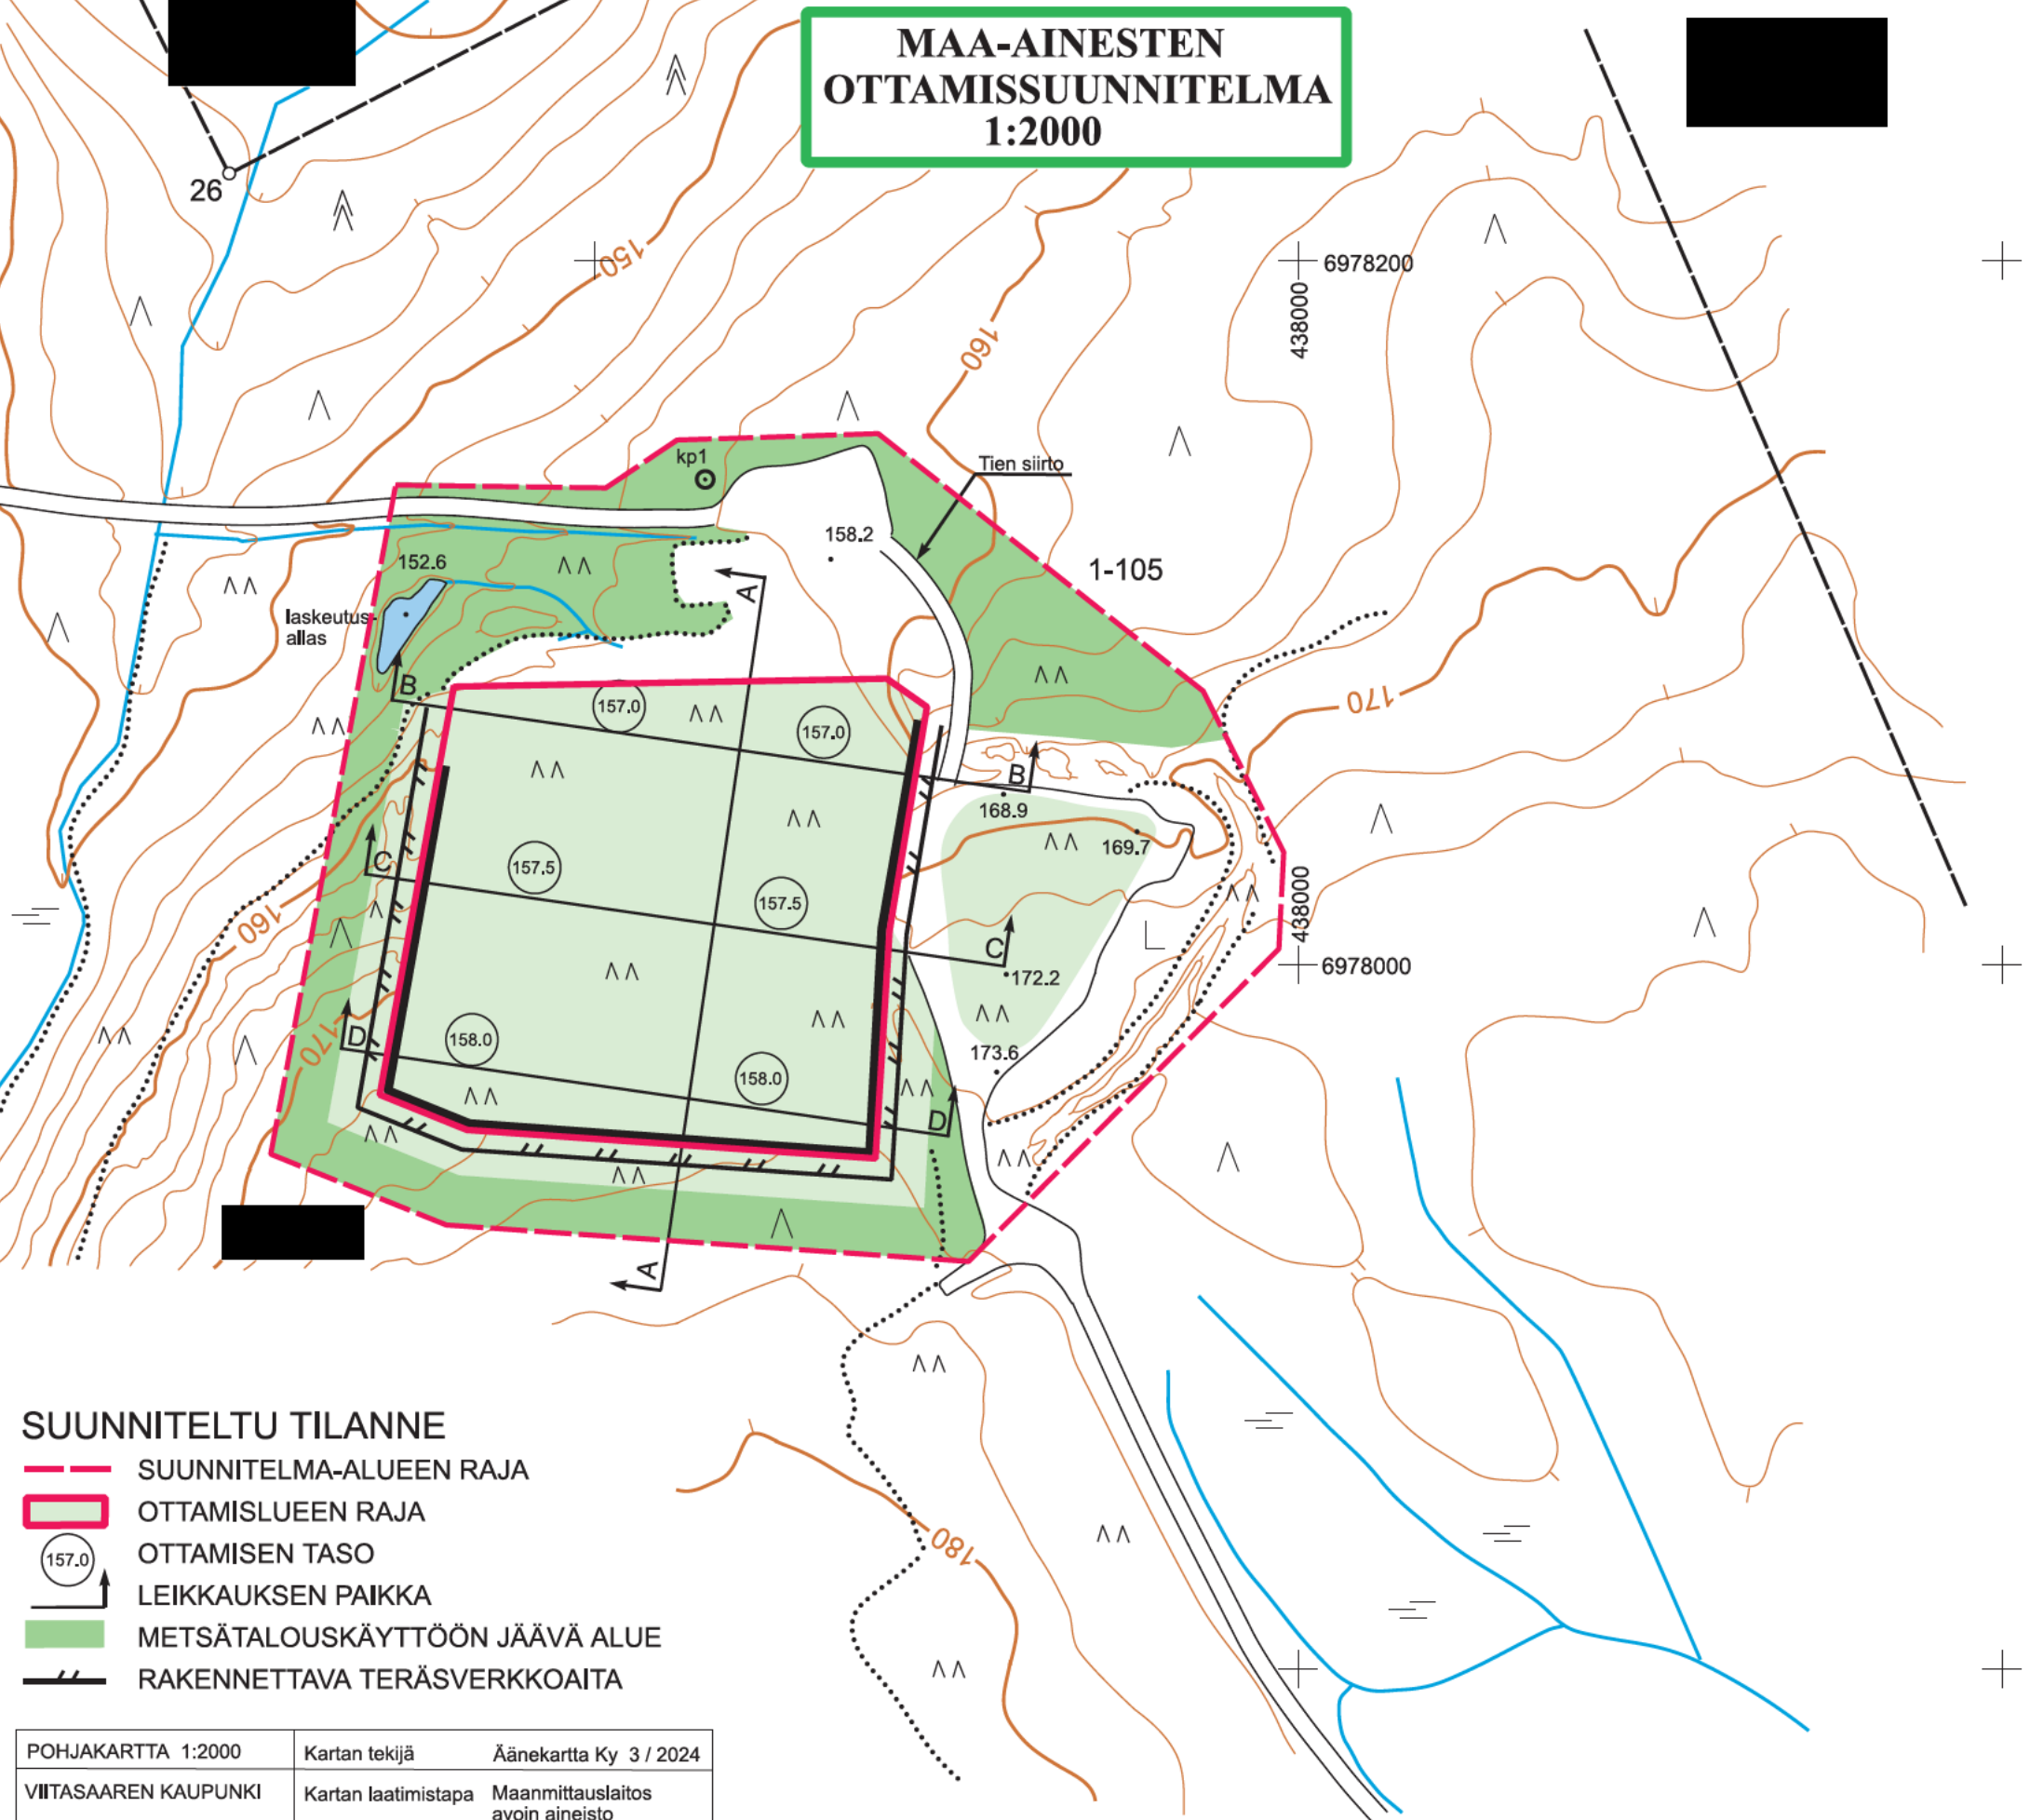 MAA-AINESTEN
OTTAMISSUUNNITELMA
1:2000
26
150
6978200
438000
160
kp1
Tien siirto
158.2
1-105
152.6
A
laskeutus-
allas
B
157.0
157.0
170
B
168.9
169.7
C
157.5
157.5
160
438000
C
6978000
172.2
170
D
158.0
158.0
173.6
D
A
SUUNNITELTU TILANNE
SUUNNITELMA-ALUEEN RAJA
OTTAMISLUEEN RAJA
157.0 OTTAMISEN TASO
LEIKKAUKSEN PAIKKA
METSÄTALOUSKÄYTTÖÖN JÄÄVÄ ALUE
RAKENNETTAVA TERÄSVERKKOAITA
180
POHJAKARTTA 1:2000 Kartan tekijä Äänekartta Ky 3 / 2024
VIITASAAREN KAUPUNKI Kartan laatimistapa Maanmittauslaitos
avoin aineisto